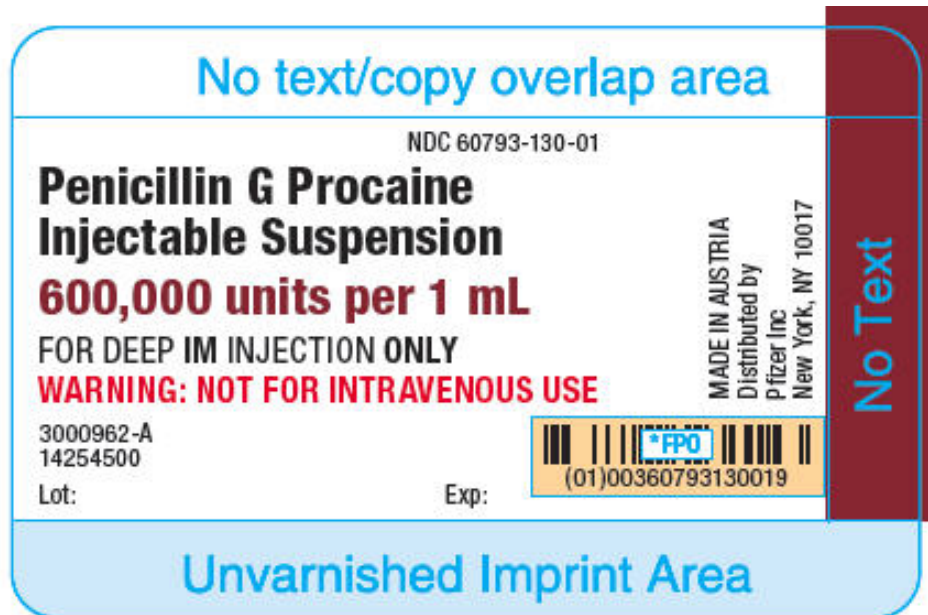 No text/copy overlap area
NDC 60793-130-01
Penicillin G Procaine
Injectable Suspension
600,000 units per 1 mL
FOR DEEP IM INJECTION ONLY
WARNING: NOT FOR INTRAVENOUS USE
3000962-A
14254500
Lot:
Exp:
*FPO
(01)00360793130019
MADE IN AUSTRIA
Distributed by
Pfizer Inc
New York, NY 10017
No Text
Unvarnished Imprint Area